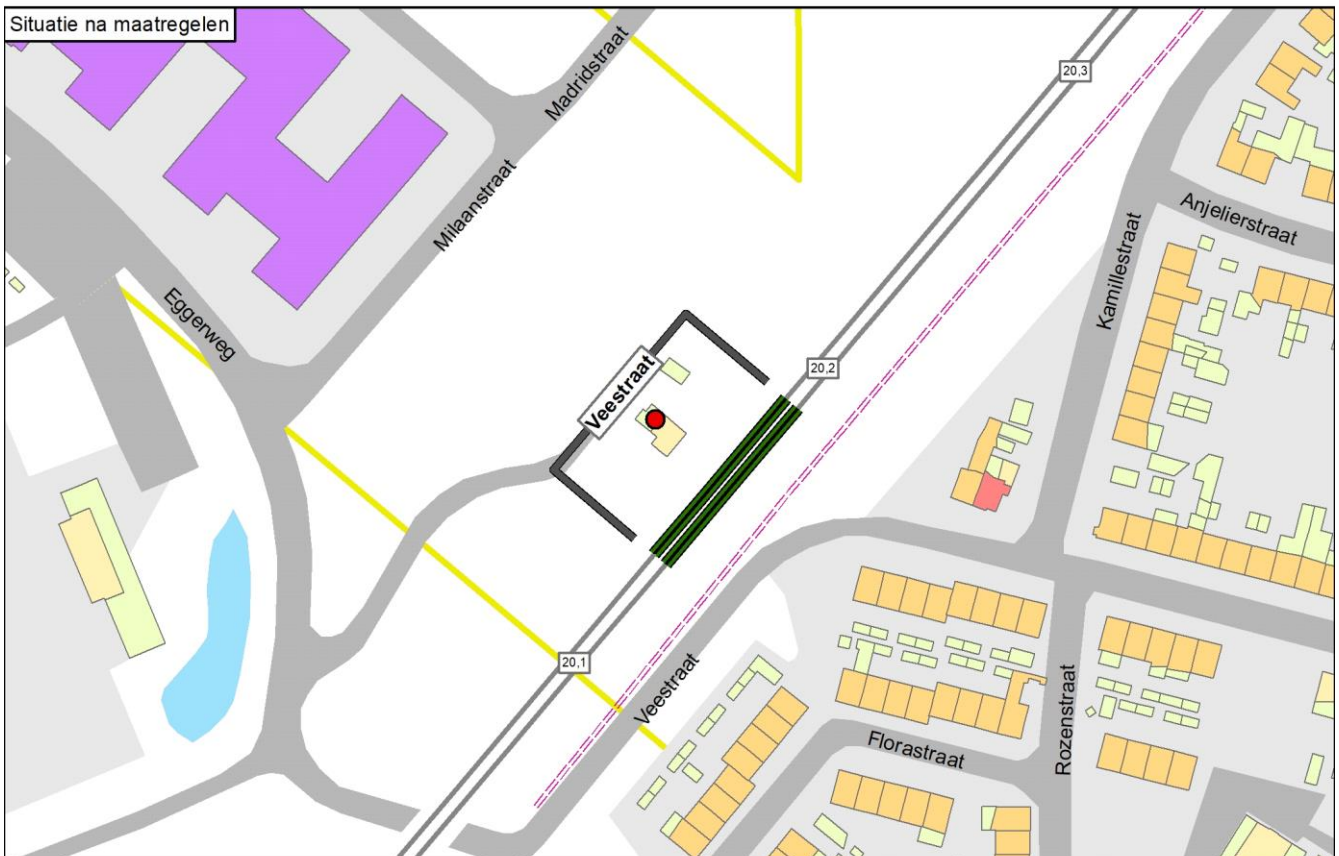 Situatie na maatregelen
Madridstraat
20,3
Milaanstraat
Anjelierstraat
Kamillestraat
Eggerweg
Veestraat
20,2
20,1
Veestraat
Rozenstraat
Florastraat